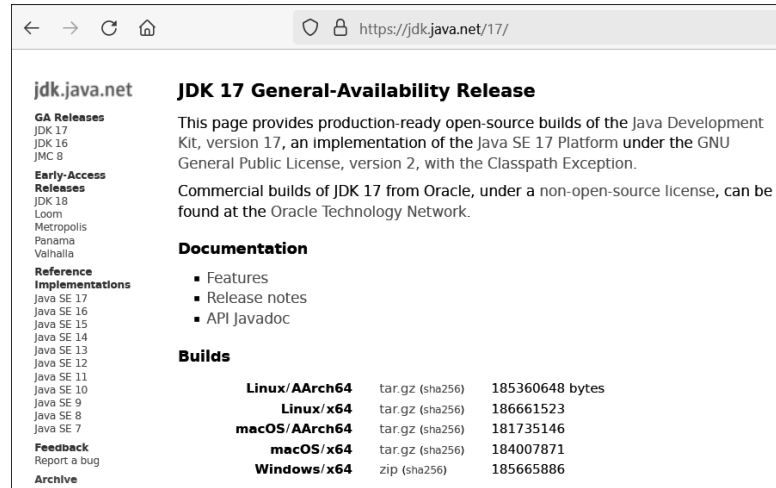 https://jdk.java.net/17/
jdk.java.net
GA Releases
JDK 17
JDK 16
JMC 8
Early-Access
Releases
JDK 18
Loom
Metropolis
Panama
Valhalla
Reference
Implementations
Java SE 17
Java SE 16
Java SE 15
Java SE 14
Java SE 13
Java SE 12
Java SE 11
Java SE 10
Java SE 9
Java SE 8
Java SE 7
Feedback
Report a bug
Archive
JDK 17 General-Availability Release
This page provides production-ready open-source builds of the Java Development
Kit, version 17, an implementation of the Java SE 17 Platform under the GNU
General Public License, version 2, with the Classpath Exception.
Commercial builds of JDK 17 from Oracle, under a non-open-source license, can be
found at the Oracle Technology Network.
Documentation
Features
Release notes
API Javadoc
Builds
Linux/AArch64 tar.gz (sha256) 185360648 bytes
Linux/x64 tar.gz (sha256) 186661523
macOS/AArch64 tar.gz (sha256) 181735146
macOS/x64 tar.gz (sha256) 184007871
Windows/x64 zip (sha256) 185665886